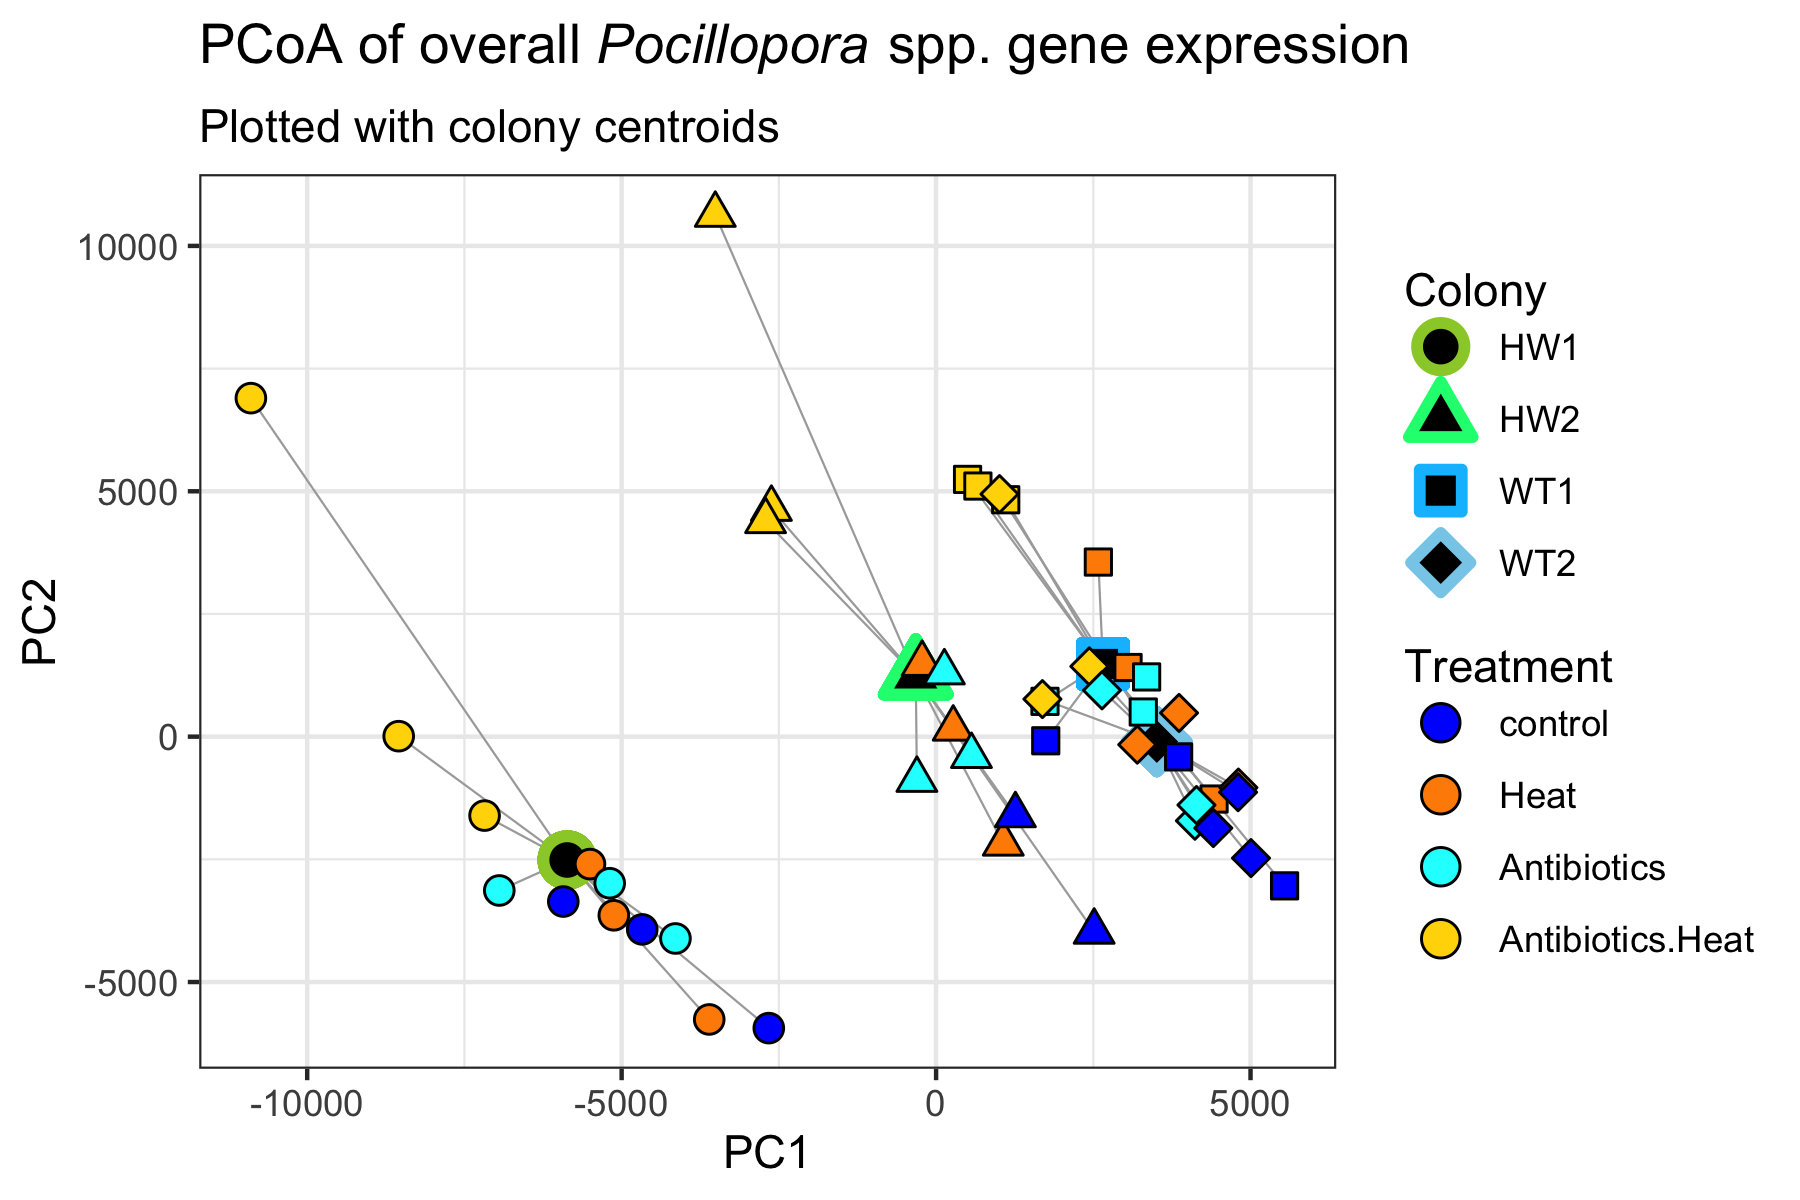 PCoA of overall Pocillopora spp. gene expression
Plotted with colony centroids
10000
5000
0
-5000
PC2
-10000
-5000
0
5000
PC1
Colony
HW1
HW2
WT1
WT2
Treatment
control
Heat
Antibiotics
Antibiotics.Heat